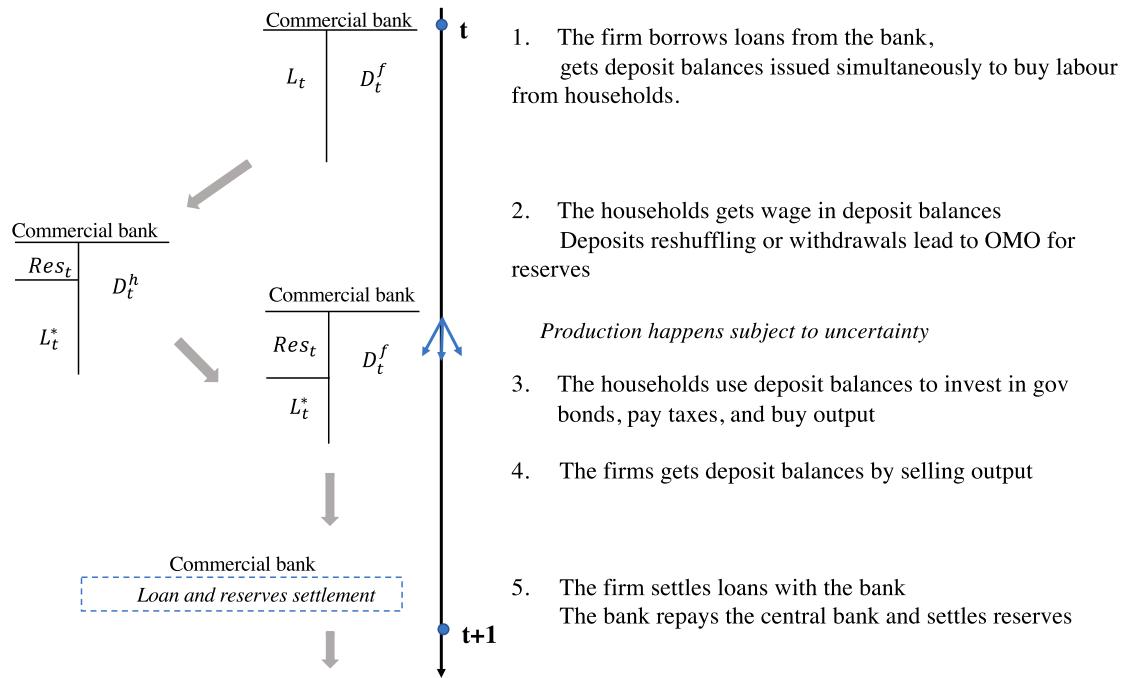 Commercial bank
t
L_t
D_t^f
1. The firm borrows loans from the bank,
gets deposit balances issued simultaneously to buy labour
from households.
Commercial bank
Res_t
D_t^h
L_t^*
2. The households gets wage in deposit balances
Deposits reshuffling or withdrawals lead to OMO for
reserves
Commercial bank
Res_t
D_t^f
L_t^*
Production happens subject to uncertainty
3. The households use deposit balances to invest in gov
bonds, pay taxes, and buy output
4. The firms gets deposit balances by selling output
Commercial bank
Loan and reserves settlement
5. The firm settles loans with the bank
The bank repays the central bank and settles reserves
t+1